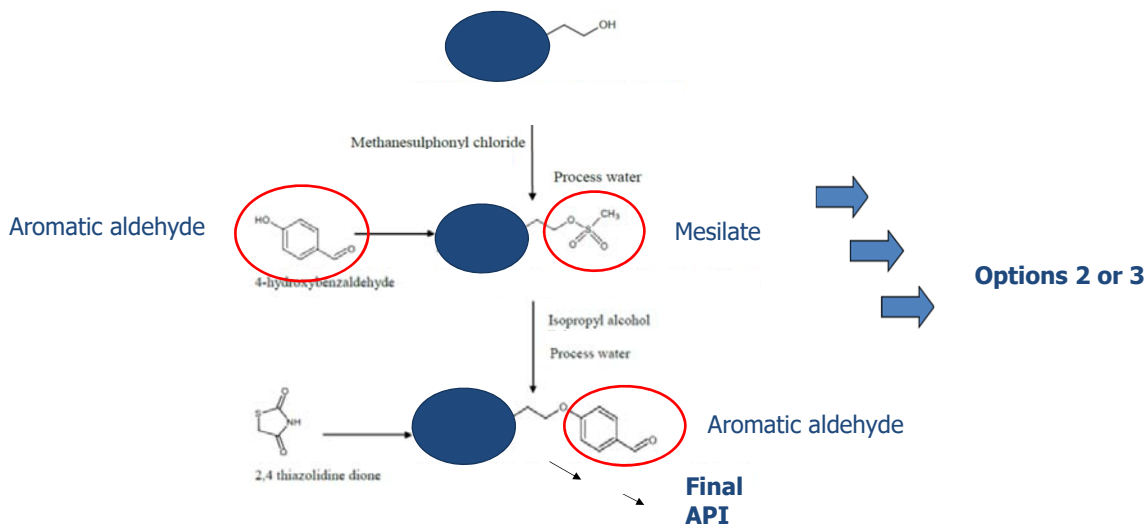 OH
Methanesulphonyl chloride
Process water
Aromatic aldehyde
HO
O
4-hydroxybenzaldehyde
O
S
CH3
O
O
Mesilate
Options 2 or 3
Isopropyl alcohol
Process water
O
S
NH
O
2,4 thiazolidine dione
O
O
Aromatic aldehyde
Final
API